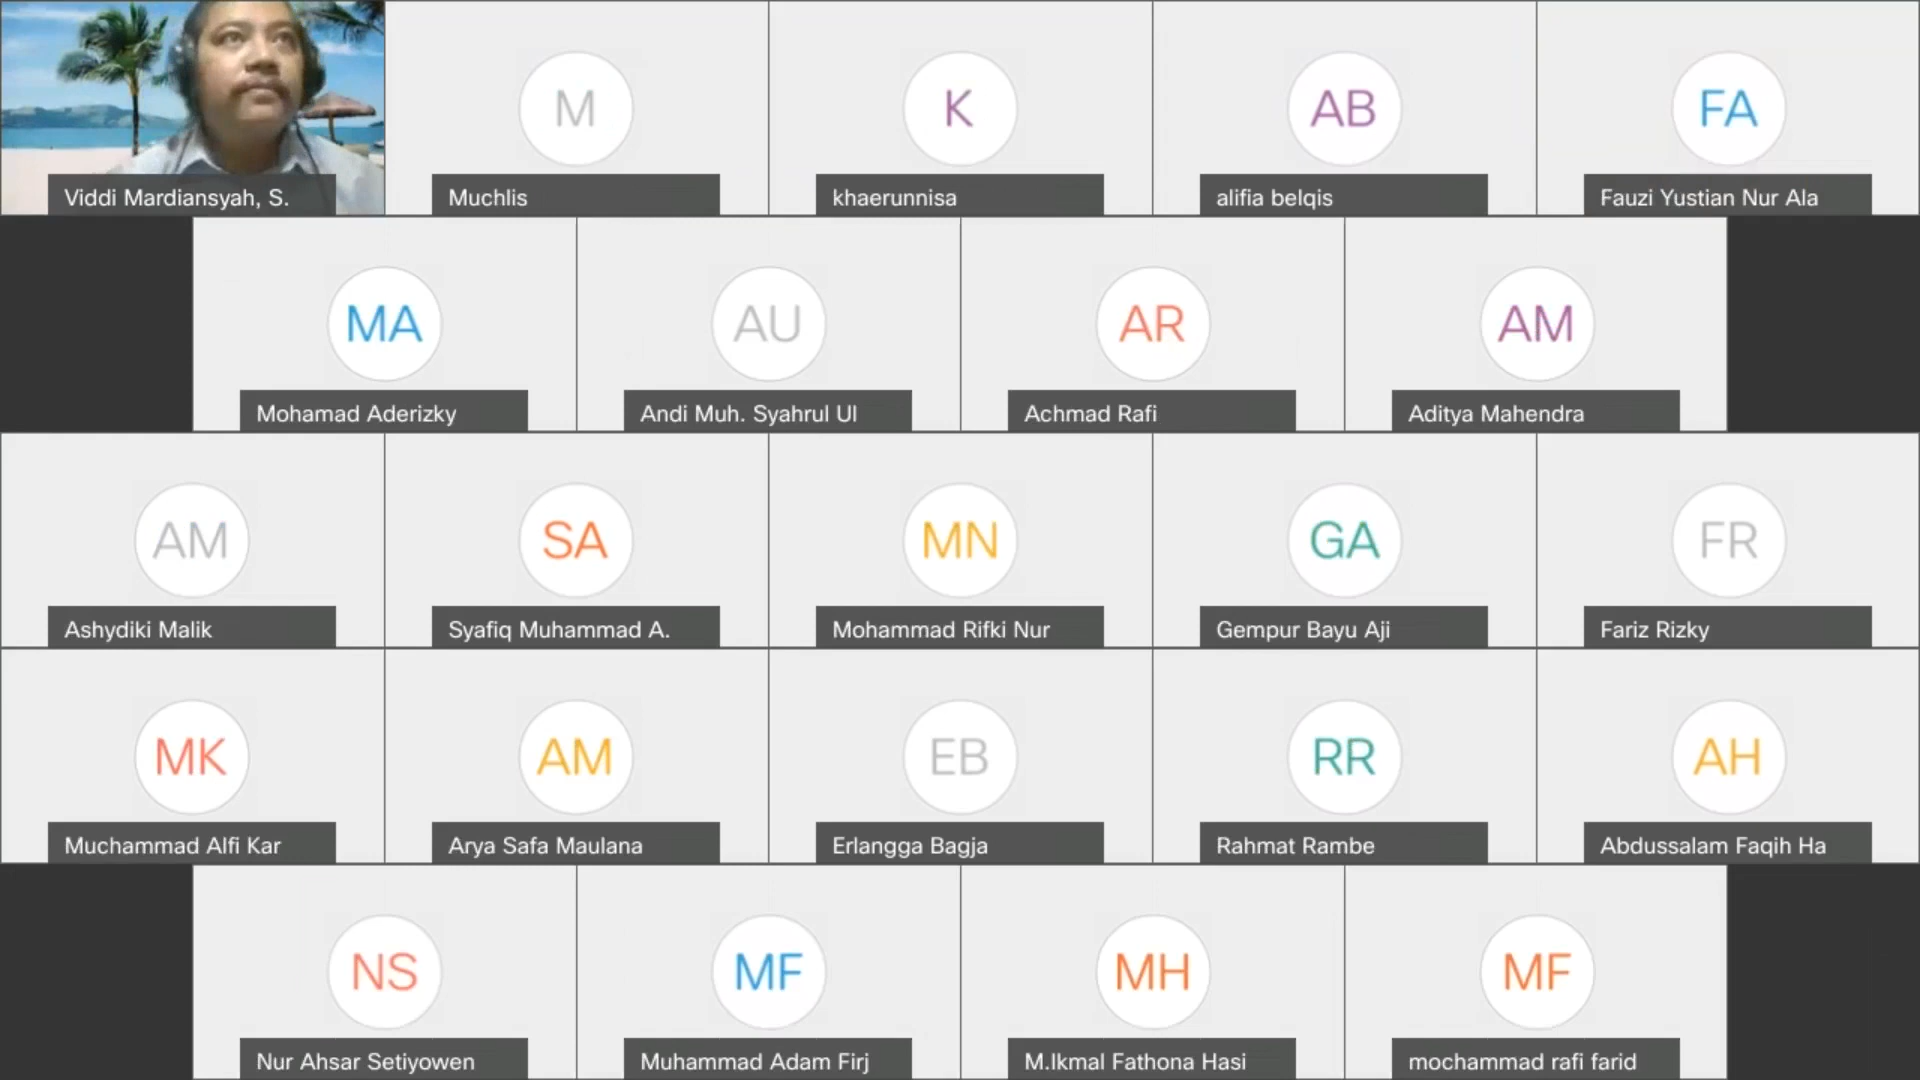 Viddi Mardiansyah, S.
M
Muchlis
K
khaerunnisa
AB
alifia belqis
FA
Fauzi Yustian Nur Ala
MA
Mohamad Aderizky
AU
Andi Muh. Syahrul Ul
AR
Achmad Rafi
AM
Aditya Mahendra
AM
Ashydiki Malik
SA
Syafiq Muhammad A.
MN
Mohammad Rifki Nur
GA
Gempur Bayu Aji
FR
Fariz Rizky
MK
Muchammad Alfi Kar
AM
Arya Safa Maulana
EB
Erlangga Bagja
RR
Rahmat Rambe
AH
Abdussalam Faqih Ha
NS
Nur Ahsar Setiyowen
MF
Muhammad Adam Firj
MH
M.Ikmal Fathona Hasi
MF
mochammad rafi farid